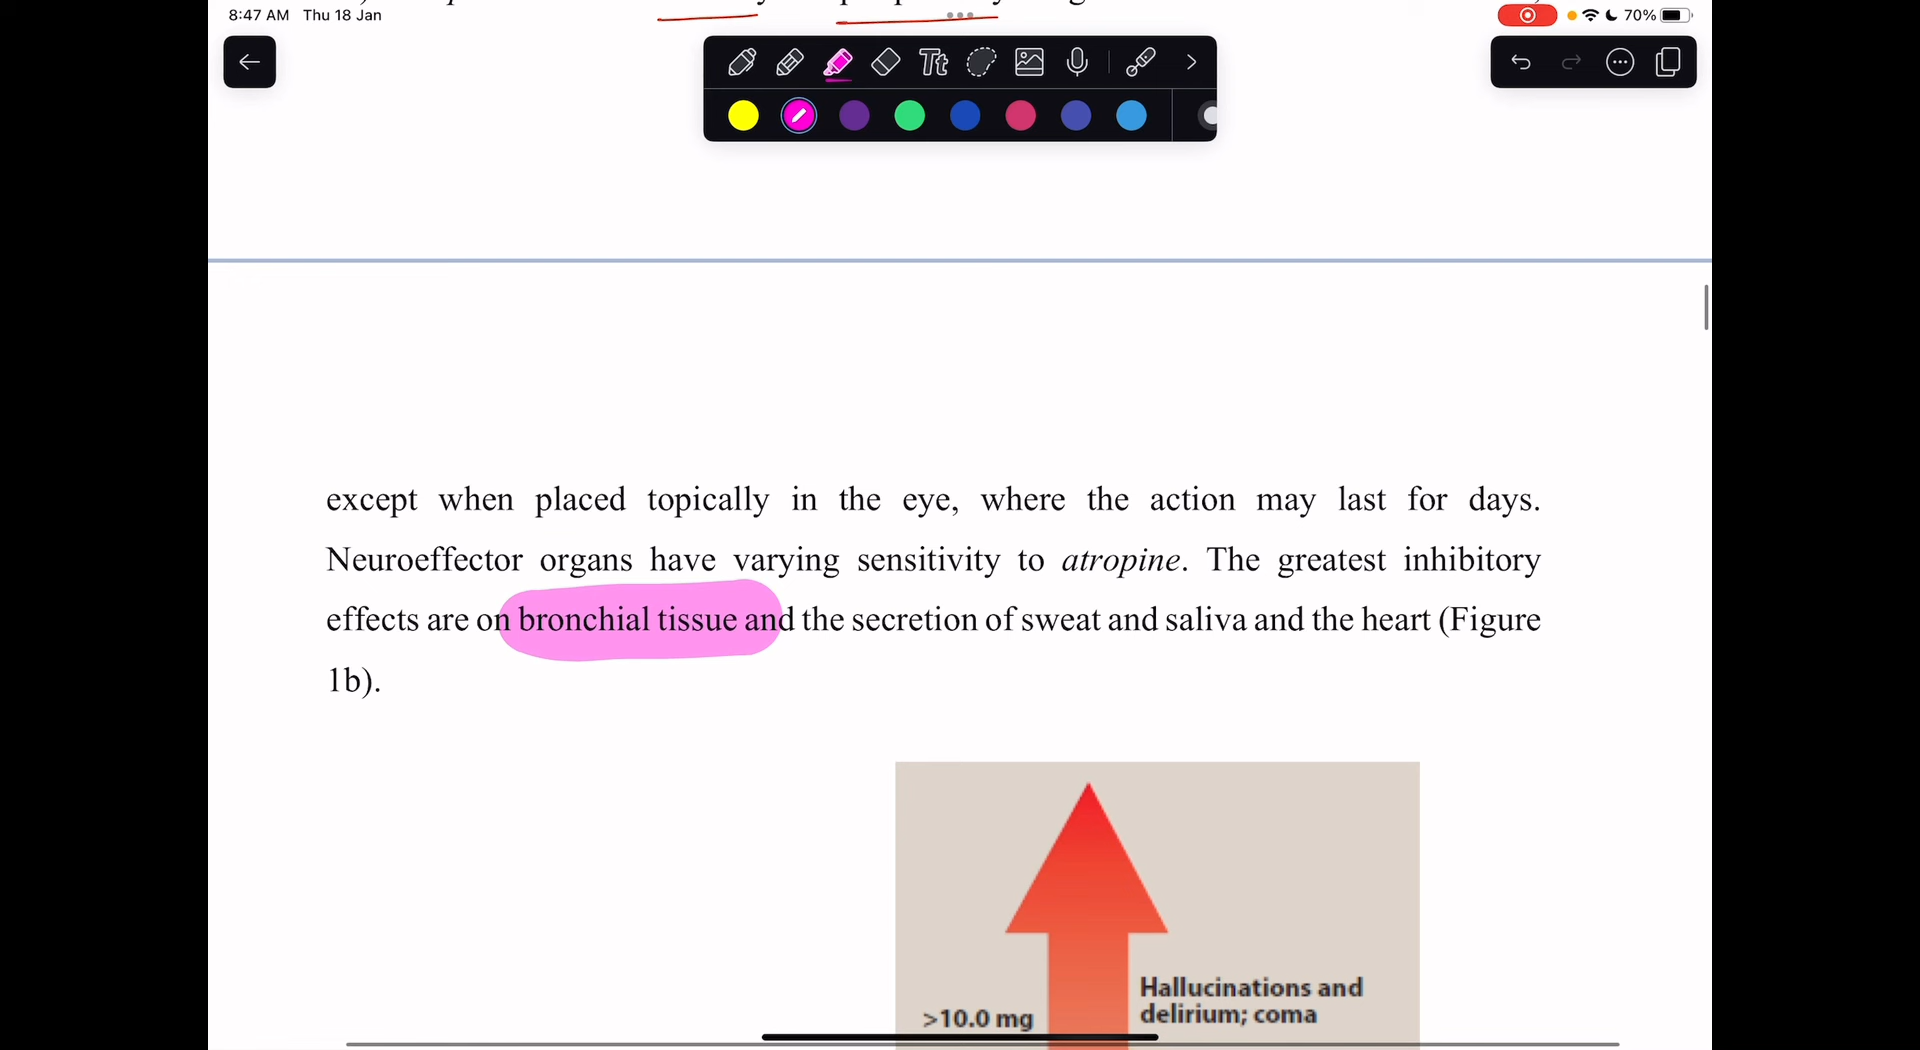 8:47 AM Thu 18 Jan
70%
Tt
except when placed topically in the eye, where the action may last for days.
Neuroeffector organs have varying sensitivity to atropine. The greatest inhibitory
effects are on bronchial tissue and the secretion of sweat and saliva and the heart (Figure
1b).
Hallucinations and
>10.0 mg delirium; coma